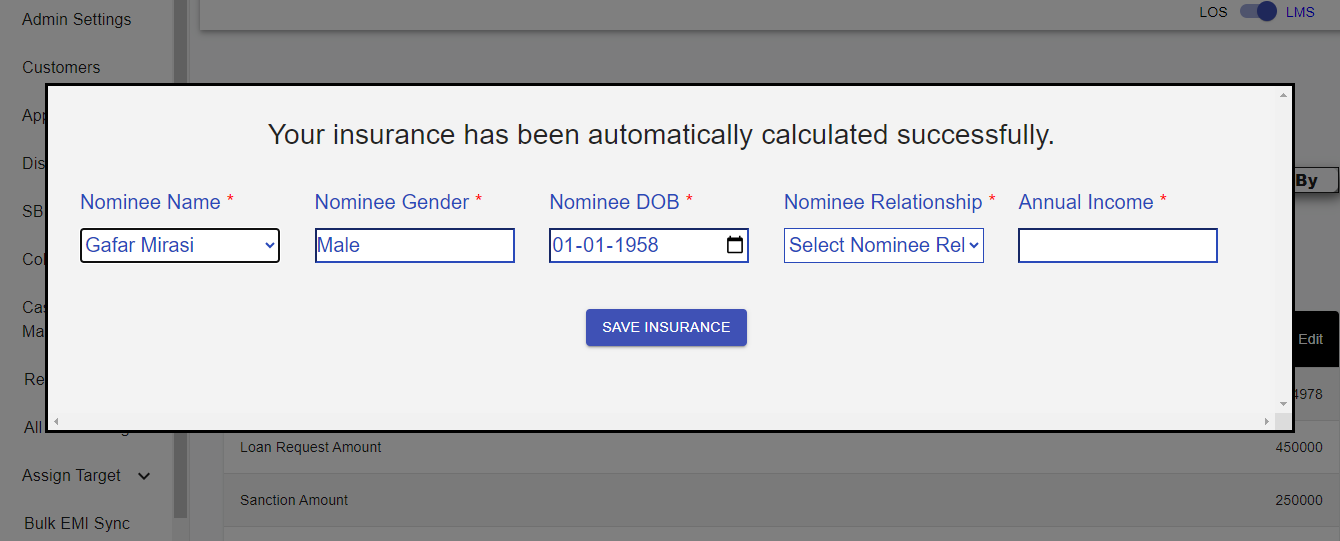 Admin Settings
LOS LMS
Customers
Your insurance has been automatically calculated successfully.
Nominee Name *
Nominee Gender *
Nominee DOB *
Nominee Relationship *
Annual Income *
Gafar Mirasi
Male
01-01-1958
Select Nominee Rel
SAVE INSURANCE
App
Dis
SB
Col
Cas
Ma
Re
All
By
Edit
4978
Loan Request Amount 450000
Assign Target
Sanction Amount 250000
Bulk EMI Sync